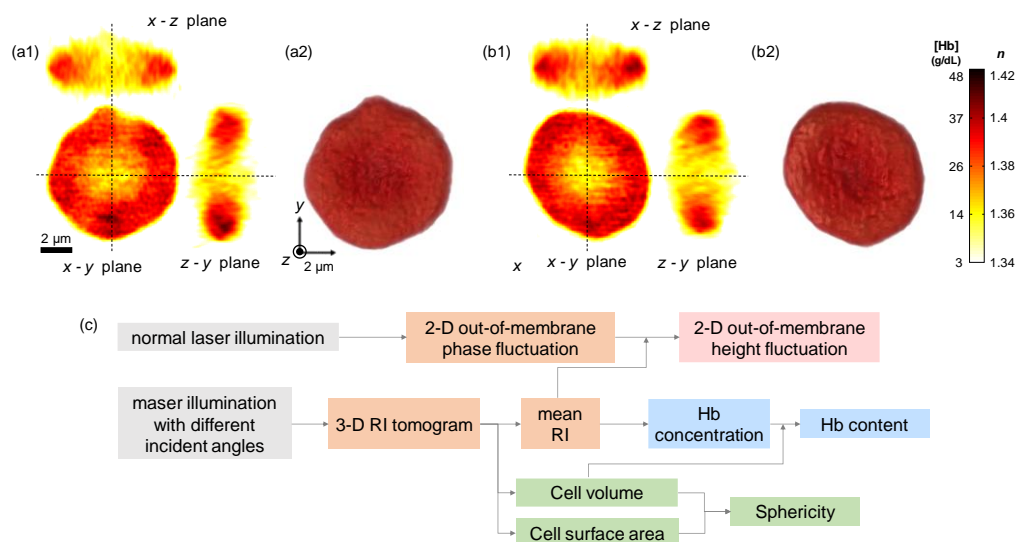 x - z plane
(a1)
(a2)
x - y plane
z - y plane
2 μm
y
z
2 μm
x
x - z plane
(b1)
(b2)
x - y plane
z - y plane
[Hb]
(g/dL)
n
48
1.42
37
1.4
26
1.38
14
1.36
3
1.34
(c)
normal laser illumination
2-D out-of-membrane
phase fluctuation
2-D out-of-membrane
height fluctuation
maser illumination
with different
incident angles
3-D RI tomogram
mean
RI
Hb
concentration
Hb content
Cell volume
Cell surface area
Sphericity